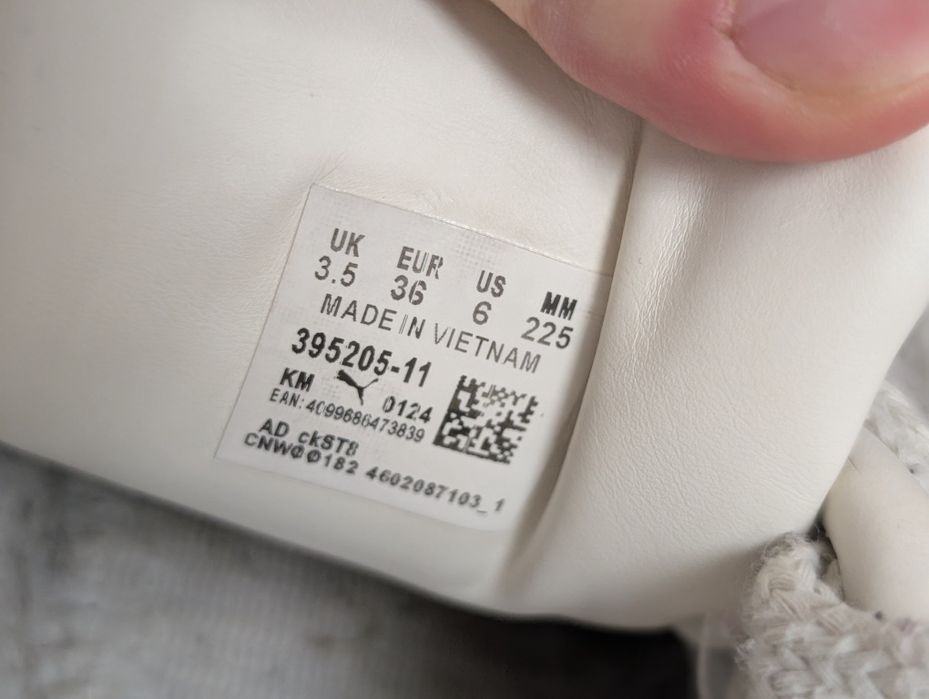 UK EUR US MM
3.5 36 6 225
MADE IN VIETNAM
395205-11
KM 0124
EAN: 4099686473839
AD ckST8
CNW00182 4602087103_1